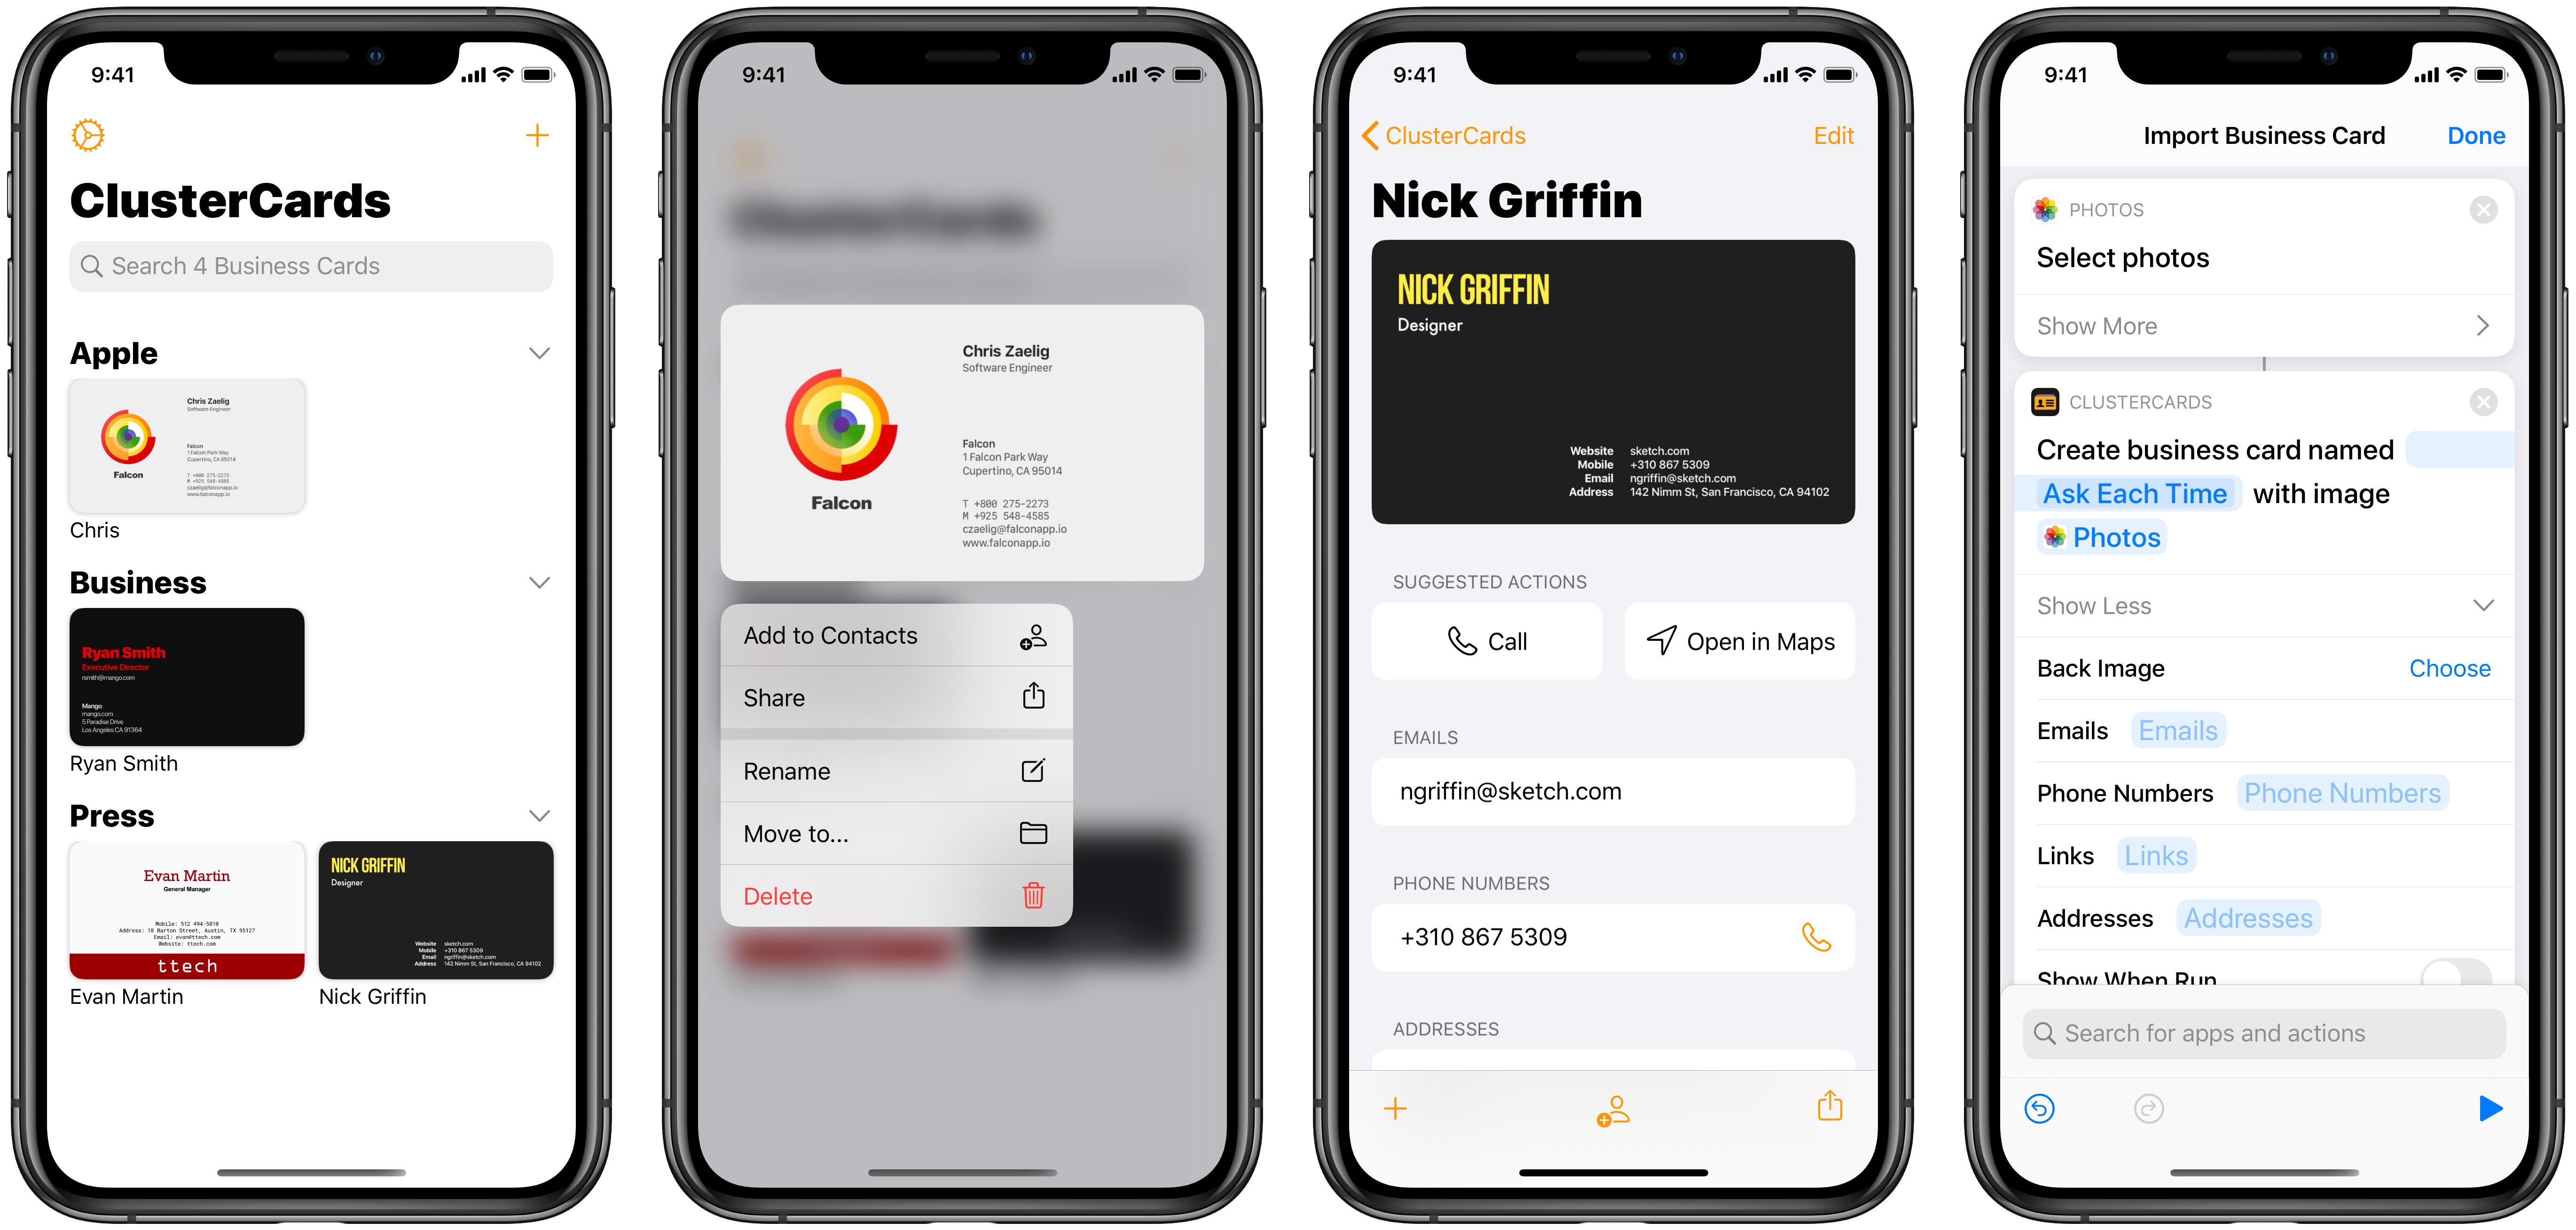 9:41
ClusterCards
Search 4 Business Cards
Apple
Chris Zaelig
Software Engineer
Falcon
1 Falcon Park Way
Cupertino, CA 95014
T +800 275-2273
M +925 548-4585
czaelig@falconapp.io
www.falconapp.io
Falcon
Chris
Business
Ryan Smith
Executive Director
rsmith@mango.com
Mango
mango.com
5 Paradise Drive
Los Angeles CA 91364
Ryan Smith
Press
Evan Martin
General Manager
Mobile: 512 494-5810
Address: 18 Barton Street, Austin, TX 95127
Email: evan@ttech.com
Website: ttech.com
ttech
Evan Martin
NICK GRIFFIN
Designer
Website sketch.com
Mobile +310 867 5309
Email ngriffin@sketch.com
Address 142 Nimm St, San Francisco, CA 94102
Nick Griffin
9:41
ClusterCards
Chris Zaelig
Software Engineer
Falcon
1 Falcon Park Way
Cupertino, CA 95014
T +800 275-2273
M +925 548-4585
czaelig@falconapp.io
www.falconapp.io
Falcon
Add to Contacts
Share
Rename
Move to...
Delete
9:41
ClusterCards
Edit
Nick Griffin
NICK GRIFFIN
Designer
Website sketch.com
Mobile +310 867 5309
Email ngriffin@sketch.com
Address 142 Nimm St, San Francisco, CA 94102
SUGGESTED ACTIONS
Call
Open in Maps
EMAILS
ngriffin@sketch.com
PHONE NUMBERS
+310 867 5309
ADDRESSES
9:41
Import Business Card
Done
PHOTOS
Select photos
Show More
CLUSTERCARDS
Create business card named
Ask Each Time with image
Photos
Show Less
Back Image
Choose
Emails Emails
Phone Numbers Phone Numbers
Links Links
Addresses Addresses
Show When Run
Search for apps and actions